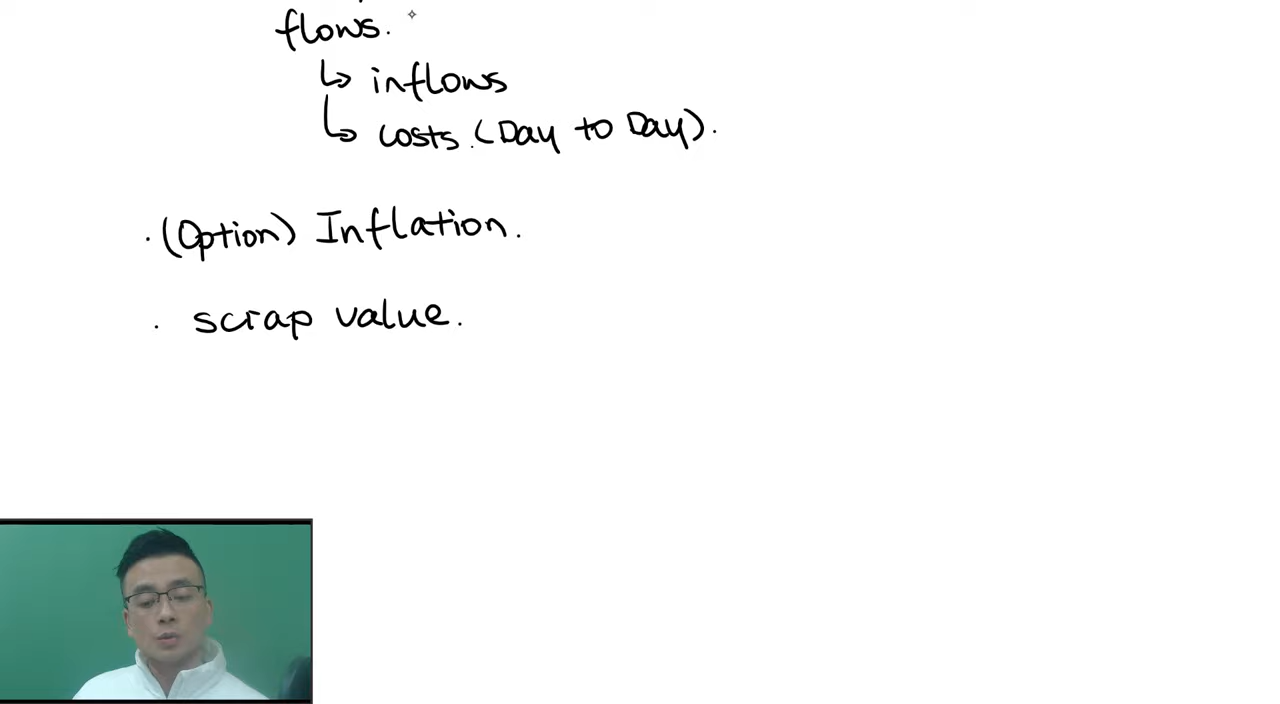 flows.
↳ inflows
↳ costs. (Day to Day).
· (Option) Inflation.
· scrap value.